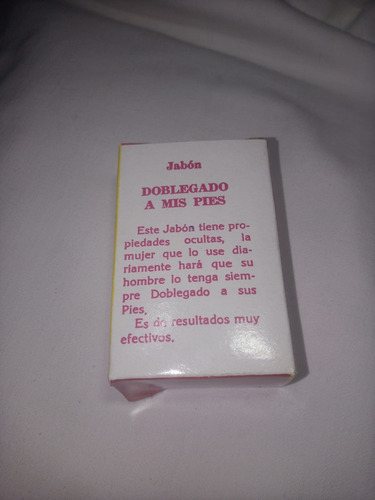 Jabón
DOBLEGADO
A MIS PIES
Este Jabón tiene pro-
piedades ocultas, la
mujer que lo use dia-
riamente hará que su
hombre lo tenga siem-
pre Doblegado a sus
Pies.
Es de resultados muy
efectivos.